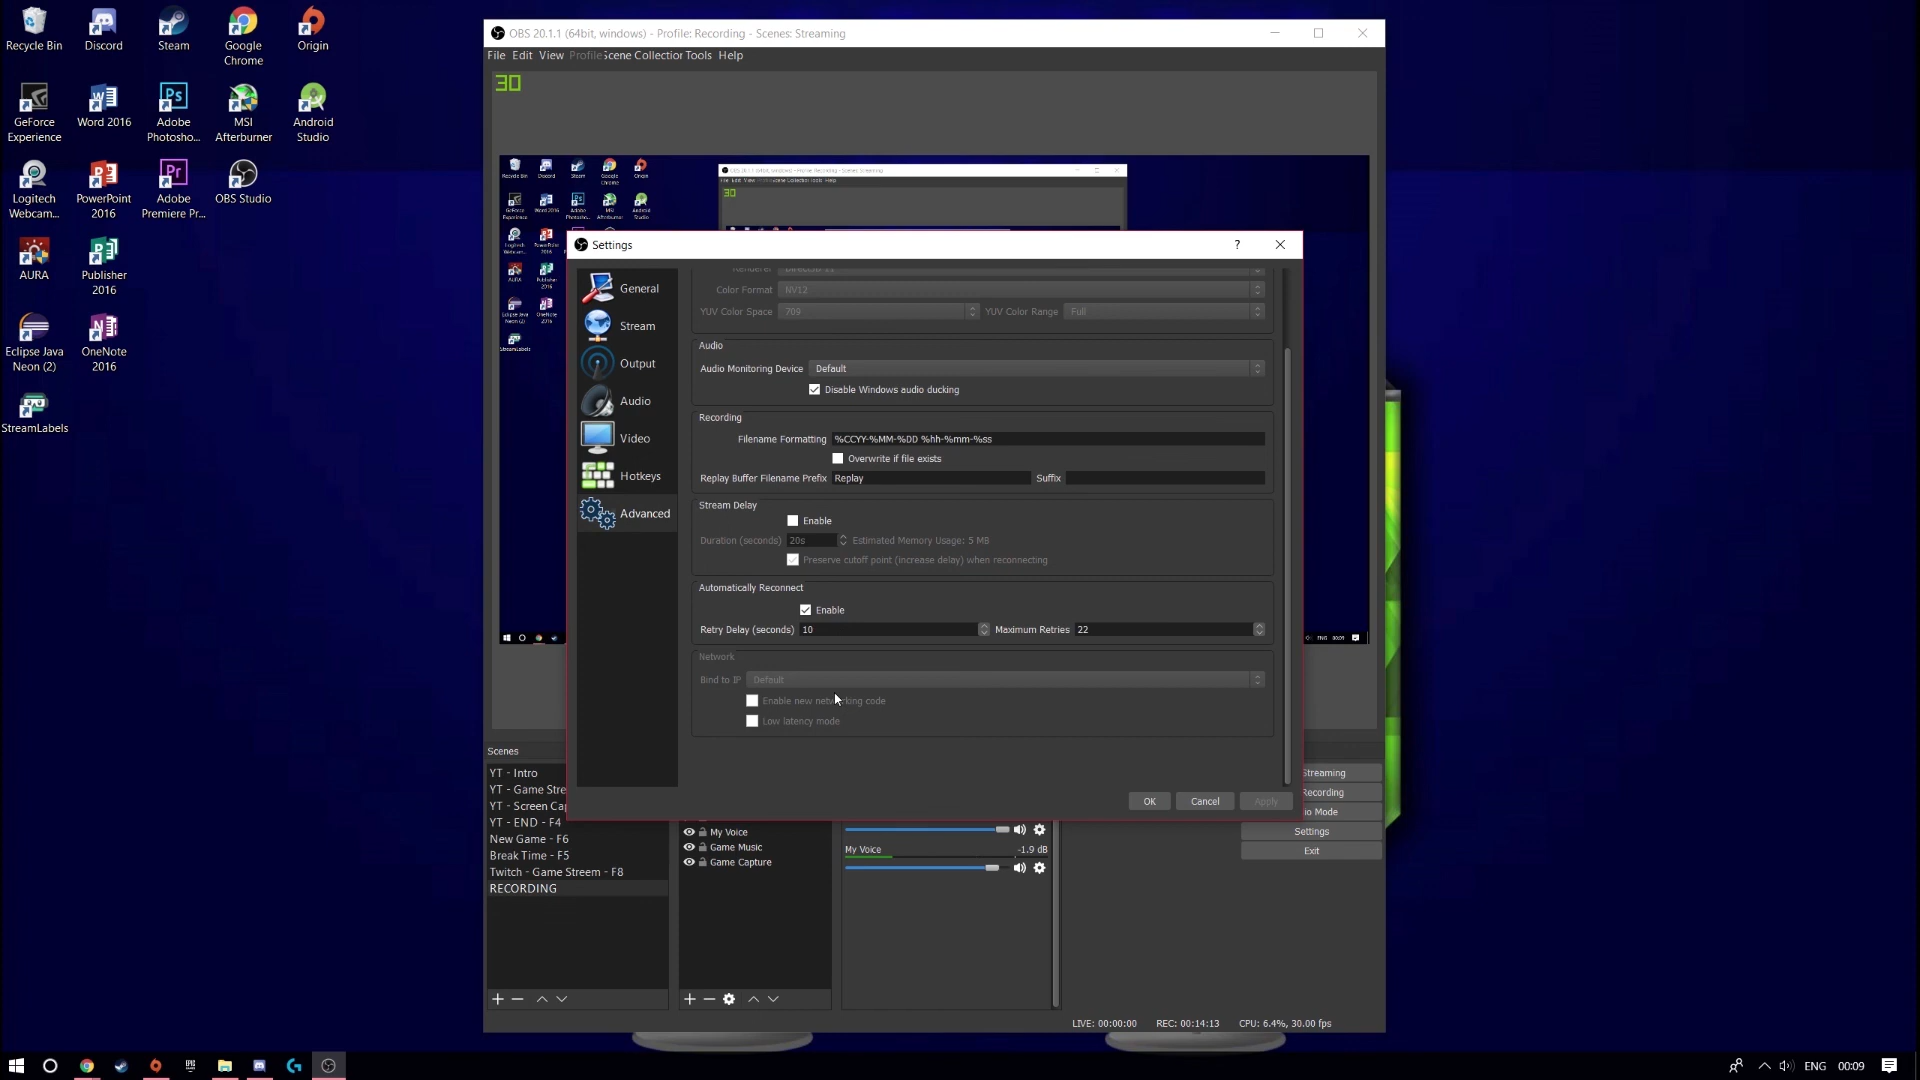 Recycle Bin
Discord
Steam
Google
Chrome
Origin
GeForce
Experience
Word 2016
Adobe
Photosho...
MSI
Afterburner
Android
Studio
Logitech
Webcam...
PowerPoint
2016
Adobe
Premiere Pr...
OBS Studio
AURA
Publisher
2016
Eclipse Java
Neon (2)
OneNote
2016
StreamLabels
OBS 20.1.1 (64bit, windows) - Profile: Recording - Scenes: Streaming
File Edit View Profile Scene Collection Tools Help
30
Settings
?
General
Stream
Output
Audio
Video
Hotkeys
Advanced
Color Format NV12
YUV Color Space 709 YUV Color Range Full
Audio
Audio Monitoring Device Default
Disable Windows audio ducking
Recording
Filename Formatting %CCYY-%MM-%DD %hh-%mm-%ss
Overwrite if file exists
Replay Buffer Filename Prefix Replay Suffix
Stream Delay
Enable
Duration (seconds) 20s Estimated Memory Usage: 5 MB
Preserve cutoff point (increase delay) when reconnecting
Automatically Reconnect
Enable
Retry Delay (seconds) 10 Maximum Retries 22
Network
Bind to IP Default
Enable new networking code
Low latency mode
OK Cancel Apply
Scenes
YT - Intro
YT - Game Stre
YT - Screen Cap
YT - END - F4
New Game - F6
Break Time - F5
Twitch - Game Streem - F8
RECORDING
My Voice
Game Music
Game Capture
My Voice -1.9 dB
Streaming
Recording
io Mode
Settings
Exit
LIVE: 00:00:00 REC: 00:14:13 CPU: 6.4%, 30.00 fps
ENG 00:09